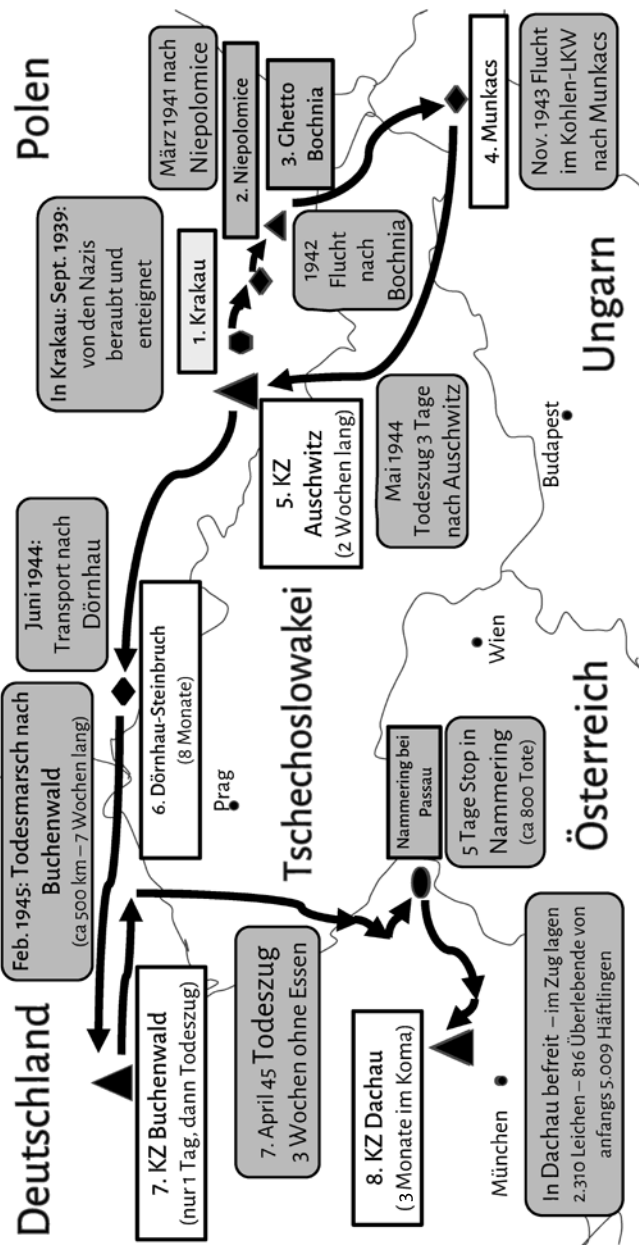 Deutschland
Polen
Feb. 1945: Todesmarsch nach
Buchenwald
(ca 500 km – 7 Wochen lang)
Juni 1944:
Transport nach
Dörnhau
In Krakau: Sept. 1939:
von den Nazis
beraubt und
enteignet
März 1941 nach
Niepolomice
1. Krakau
2. Niepolomice
3. Ghetto
Bochnia
1942
Flucht
nach
Bochnia
7. KZ Buchenwald
(nur 1 Tag, dann Todeszug)
6. Dörnhau-Steinbruch
(8 Monate)
5. KZ
Auschwitz
(2 Wochen lang)
Prag
7. April 45 Todeszug
3 Wochen ohne Essen
Tschechoslowakei
Mai 1944
Todeszug 3 Tage
nach Auschwitz
4. Munkacs
Nov. 1943 Flucht
im Kohlen-LKW
nach Munkacs
8. KZ Dachau
(3 Monate im Koma)
Nammering bei
Passau
5 Tage Stop in
Nammering
(ca 800 Tote)
Wien
Budapest
München
In Dachau befreit – im Zug lagen
2.310 Leichen – 816 Überlebende von
anfangs 5.009 Häftlingen
Österreich
Ungarn